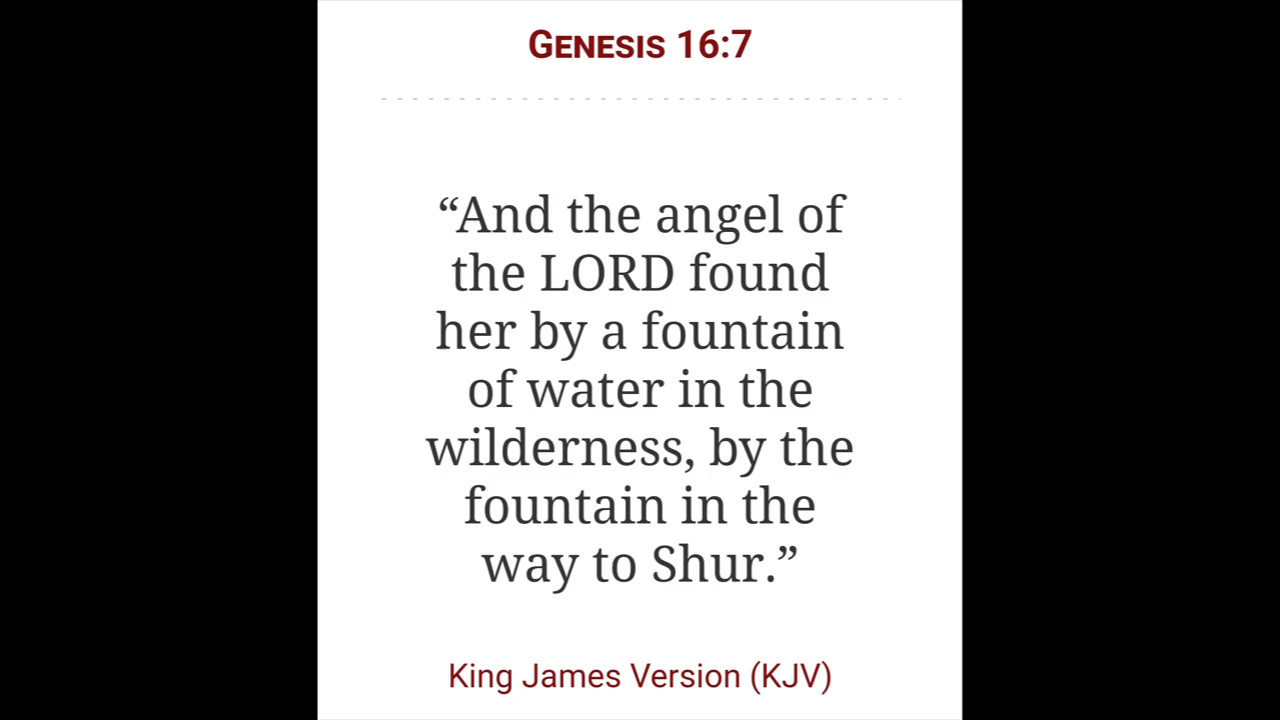 Genesis 16:7
“And the angel of
the LORD found
her by a fountain
of water in the
wilderness, by the
fountain in the
way to Shur.”
King James Version (KJV)